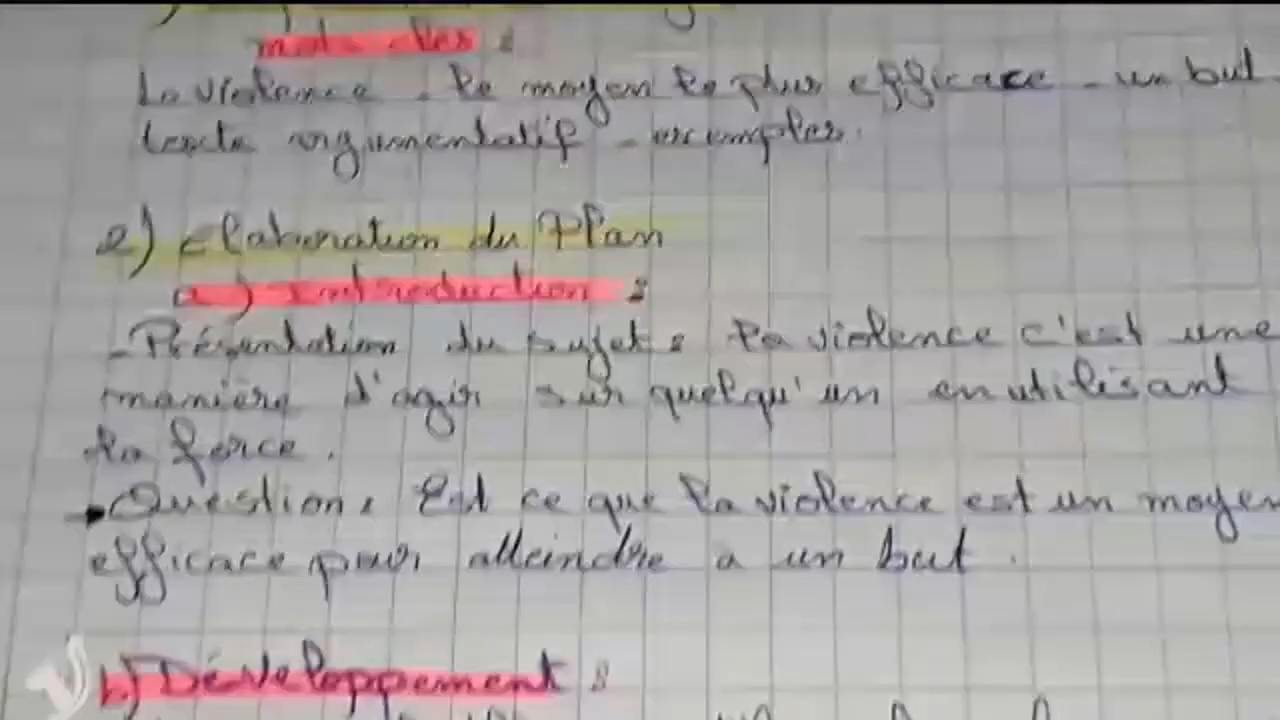 mots cles :
La violence - le moyen le plus efficace - un but
texte argumentatif - exemples.
2) Elaboration du Plan
a) Introduction :
- Présentation du sujet : la violence c'est une
manière d'agir sur quelqu'un en utilisant
la force.
Question : Est ce que la violence est un moyen
efficace pour atteindre a un but.
b) Développement :